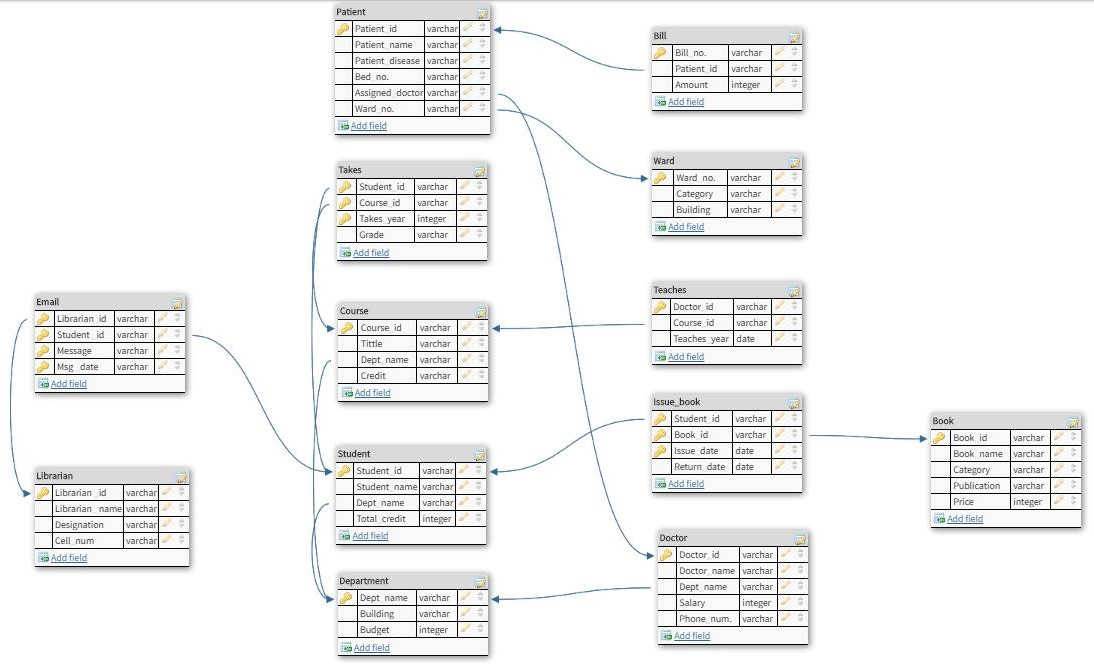 Patient
Patient_id varchar
Patient_name varchar
Patient_disease varchar
Bed_no. varchar
Assigned_doctor varchar
Ward_no. varchar
Add field
Bill
Bill_no. varchar
Patient_id varchar
Amount integer
Add field
Takes
Student_id varchar
Course_id varchar
Takes_year integer
Grade varchar
Add field
Ward
Ward_no. varchar
Category varchar
Building varchar
Add field
Email
Librarian_id varchar
Student_id varchar
Message varchar
Msg_date varchar
Add field
Course
Course_id varchar
Tittle varchar
Dept_name varchar
Credit varchar
Add field
Teaches
Doctor_id varchar
Course_id varchar
Teaches_year date
Add field
Issue_book
Student_id varchar
Book_id varchar
Issue_date date
Return_date date
Add field
Book
Book_id varchar
Book_name varchar
Category varchar
Publication varchar
Price integer
Add field
Librarian
Librarian_id varchar
Librarian_name varchar
Designation varchar
Cell_num varchar
Add field
Student
Student_id varchar
Student_name varchar
Dept_name varchar
Total_credit integer
Add field
Department
Dept_name varchar
Building varchar
Budget integer
Add field
Doctor
Doctor_id varchar
Doctor_name varchar
Dept_name varchar
Salary integer
Phone_num. varchar
Add field